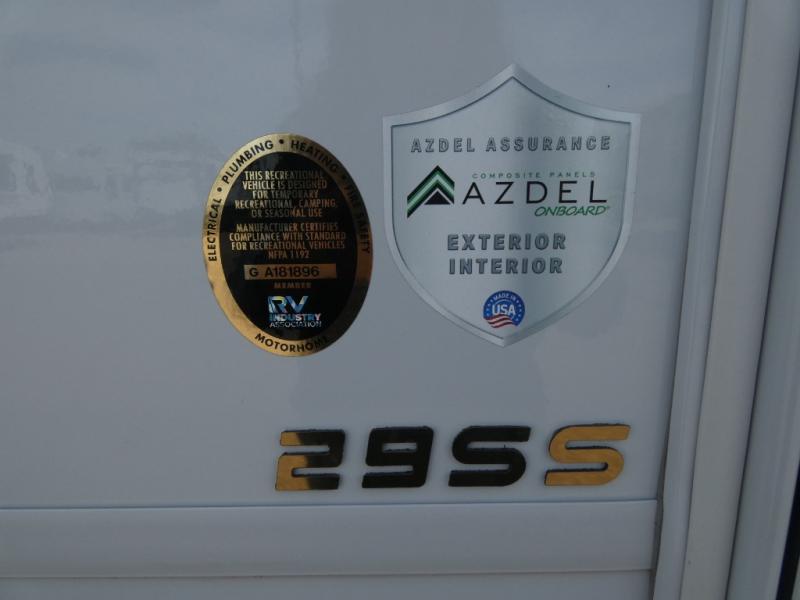 ELECTRICAL • PLUMBING • HEATING • FIRE SAFETY
THIS RECREATIONAL
VEHICLE IS DESIGNED
FOR TEMPORARY
RECREATIONAL, CAMPING,
OR SEASONAL USE
MANUFACTURER CERTIFIES
COMPLIANCE WITH STANDARD
FOR RECREATIONAL VEHICLES
NFPA 1192
G A181896
MEMBER
RV
INDUSTRY
ASSOCIATION
MOTORHOME
AZDEL ASSURANCE
COMPOSITE PANELS
AZDEL
ONBOARD®
EXTERIOR
INTERIOR
MADE IN
USA
29SS